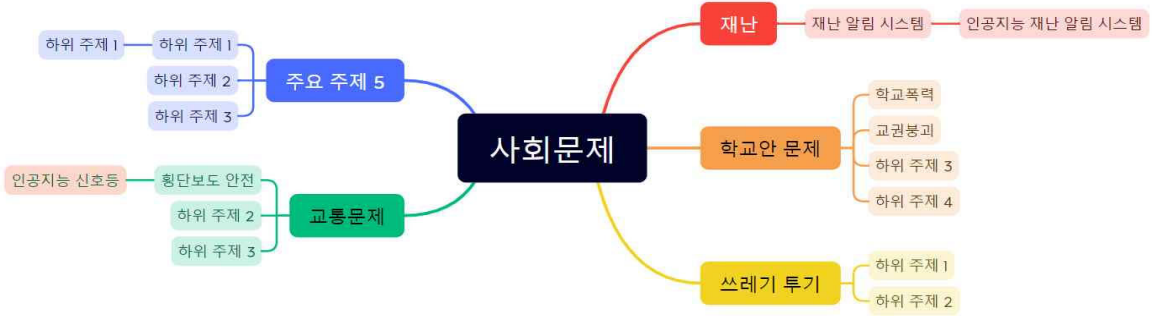 사회문제
재난
재난 알림 시스템
인공지능 재난 알림 시스템
학교안 문제
학교폭력
교권붕괴
하위 주제 3
하위 주제 4
쓰레기 투기
하위 주제 1
하위 주제 2
주요 주제 5
하위 주제 1
하위 주제 1
하위 주제 2
하위 주제 3
교통문제
횡단보도 안전
인공지능 신호등
하위 주제 2
하위 주제 3